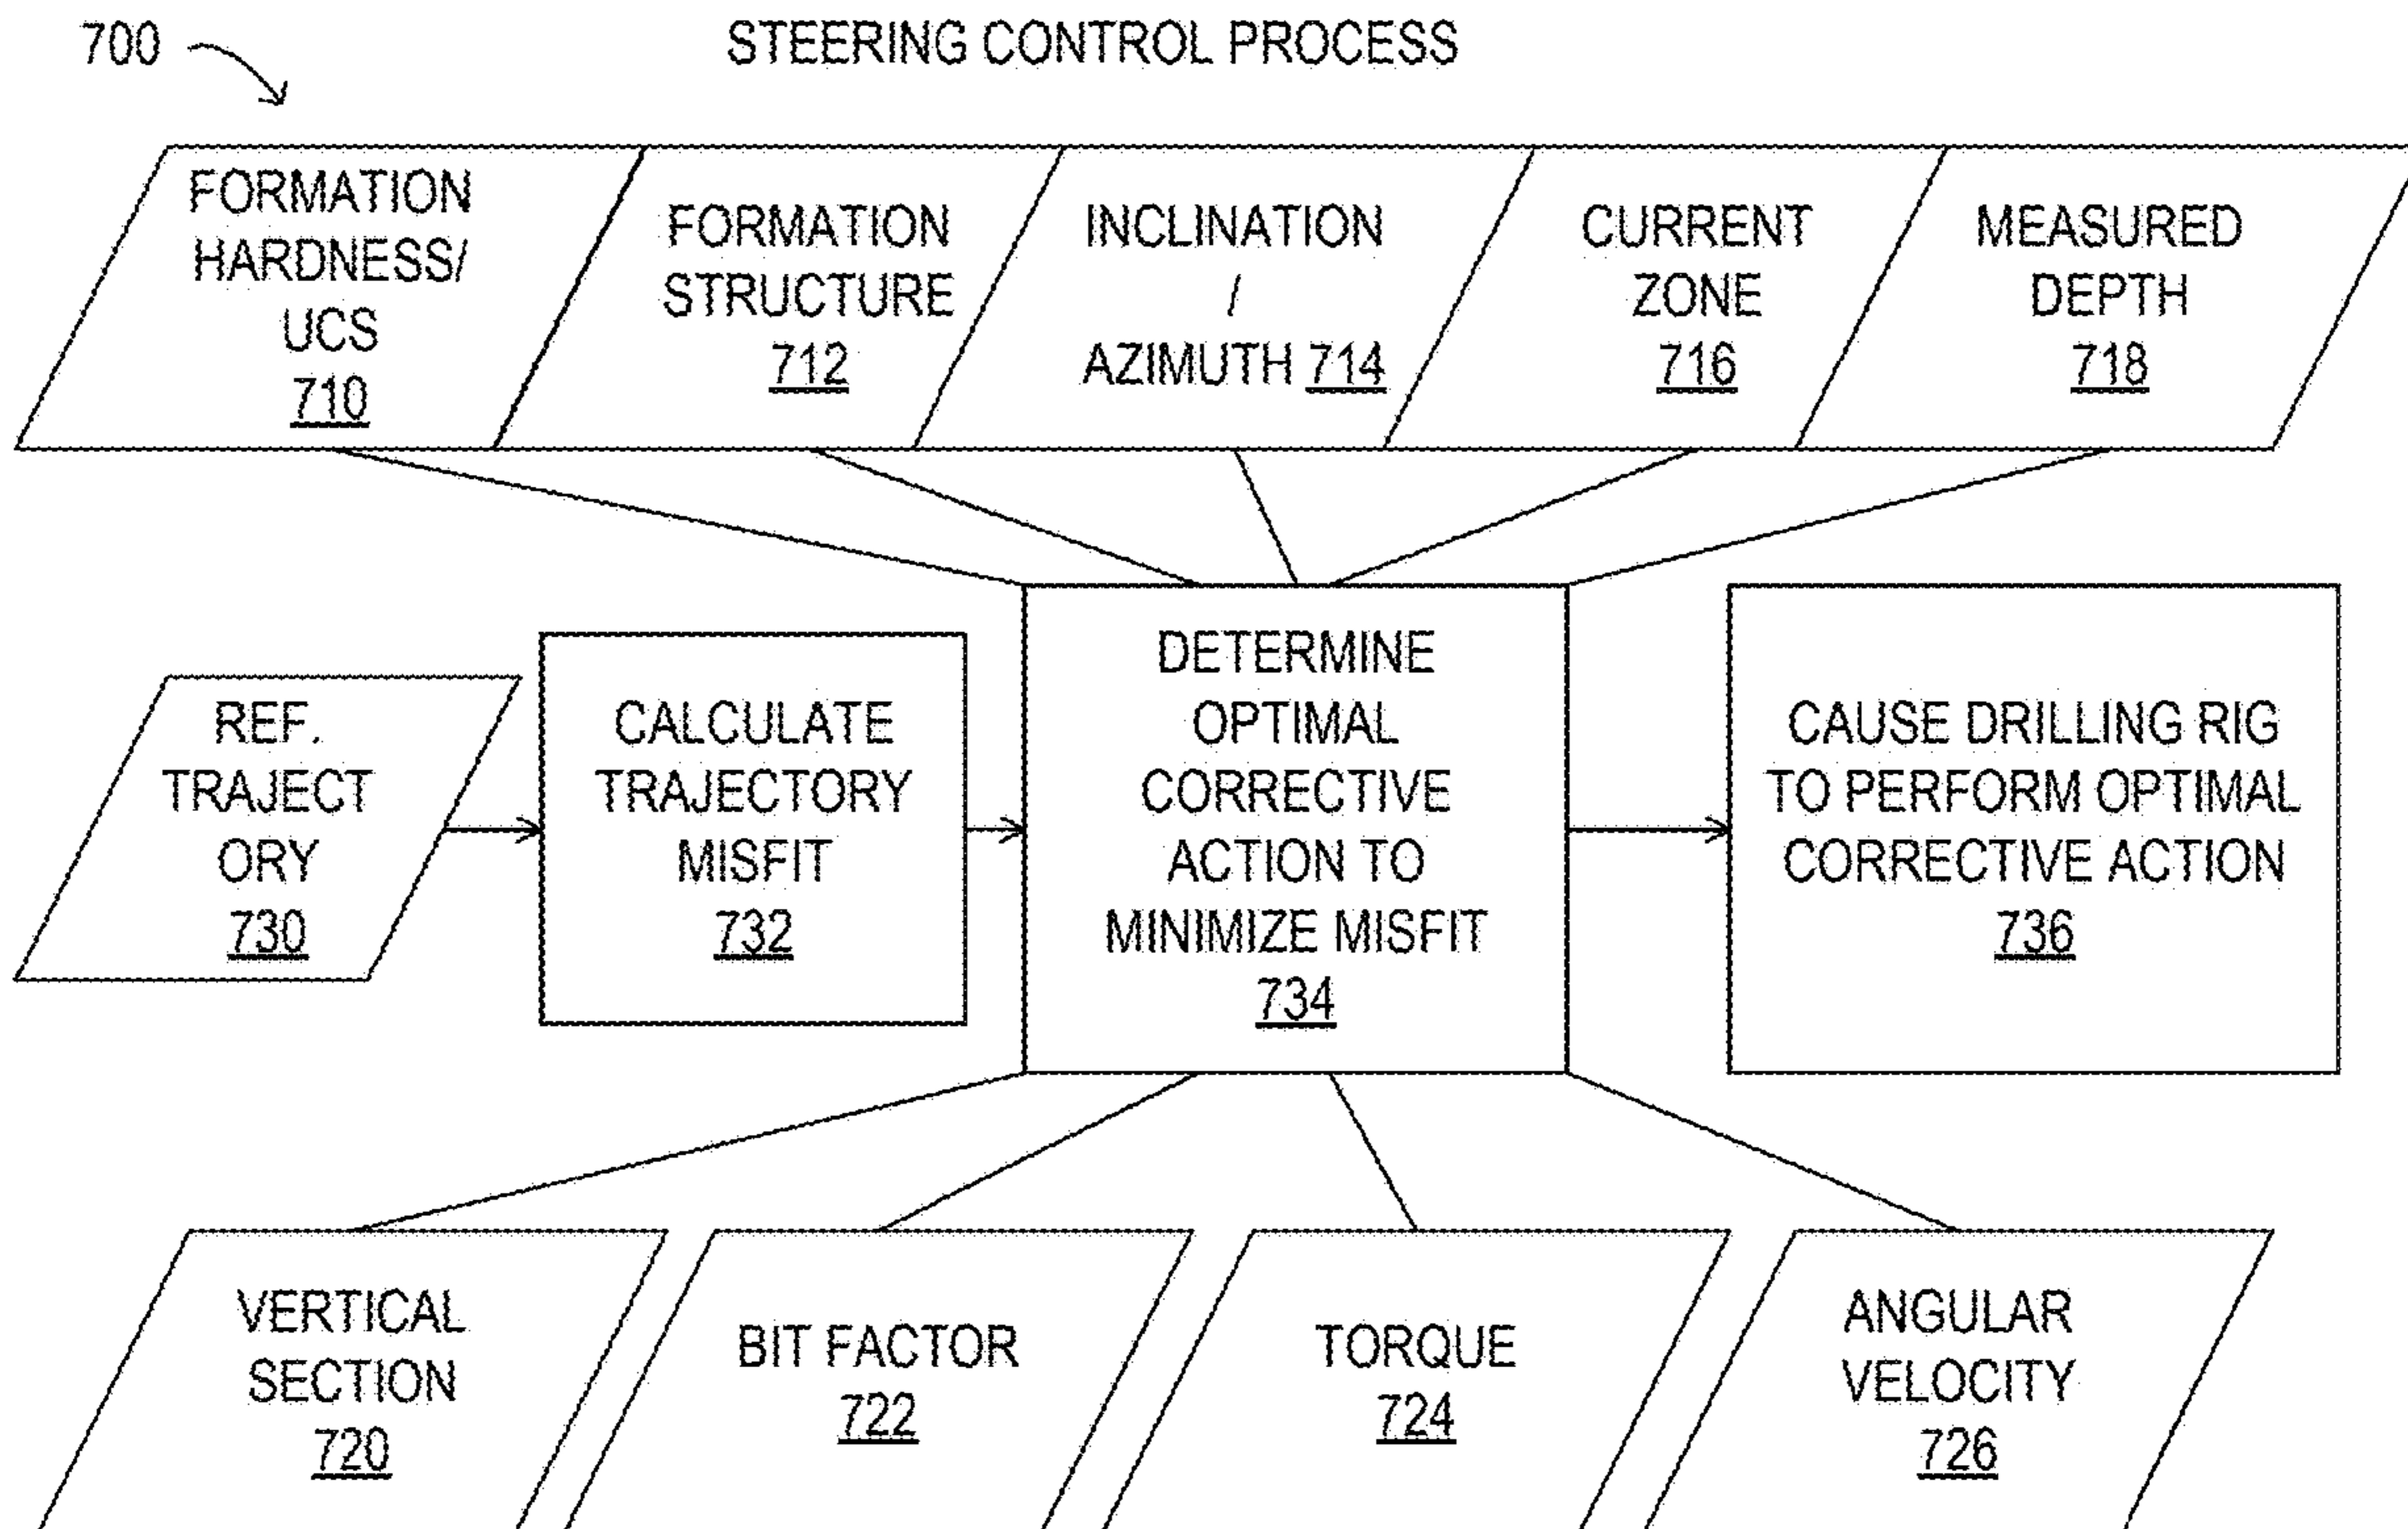 700
STEERING CONTROL PROCESS
FORMATION
HARDNESS/
UCS
710
FORMATION
STRUCTURE
712
INCLINATION
/
AZIMUTH 714
CURRENT
ZONE
716
MEASURED
DEPTH
718
REF.
TRAJECT
ORY
730
CALCULATE
TRAJECTORY
MISFIT
732
DETERMINE
OPTIMAL
CORRECTIVE
ACTION TO
MINIMIZE MISFIT
734
CAUSE DRILLING RIG
TO PERFORM OPTIMAL
CORRECTIVE ACTION
736
VERTICAL
SECTION
720
BIT FACTOR
722
TORQUE
724
ANGULAR
VELOCITY
726